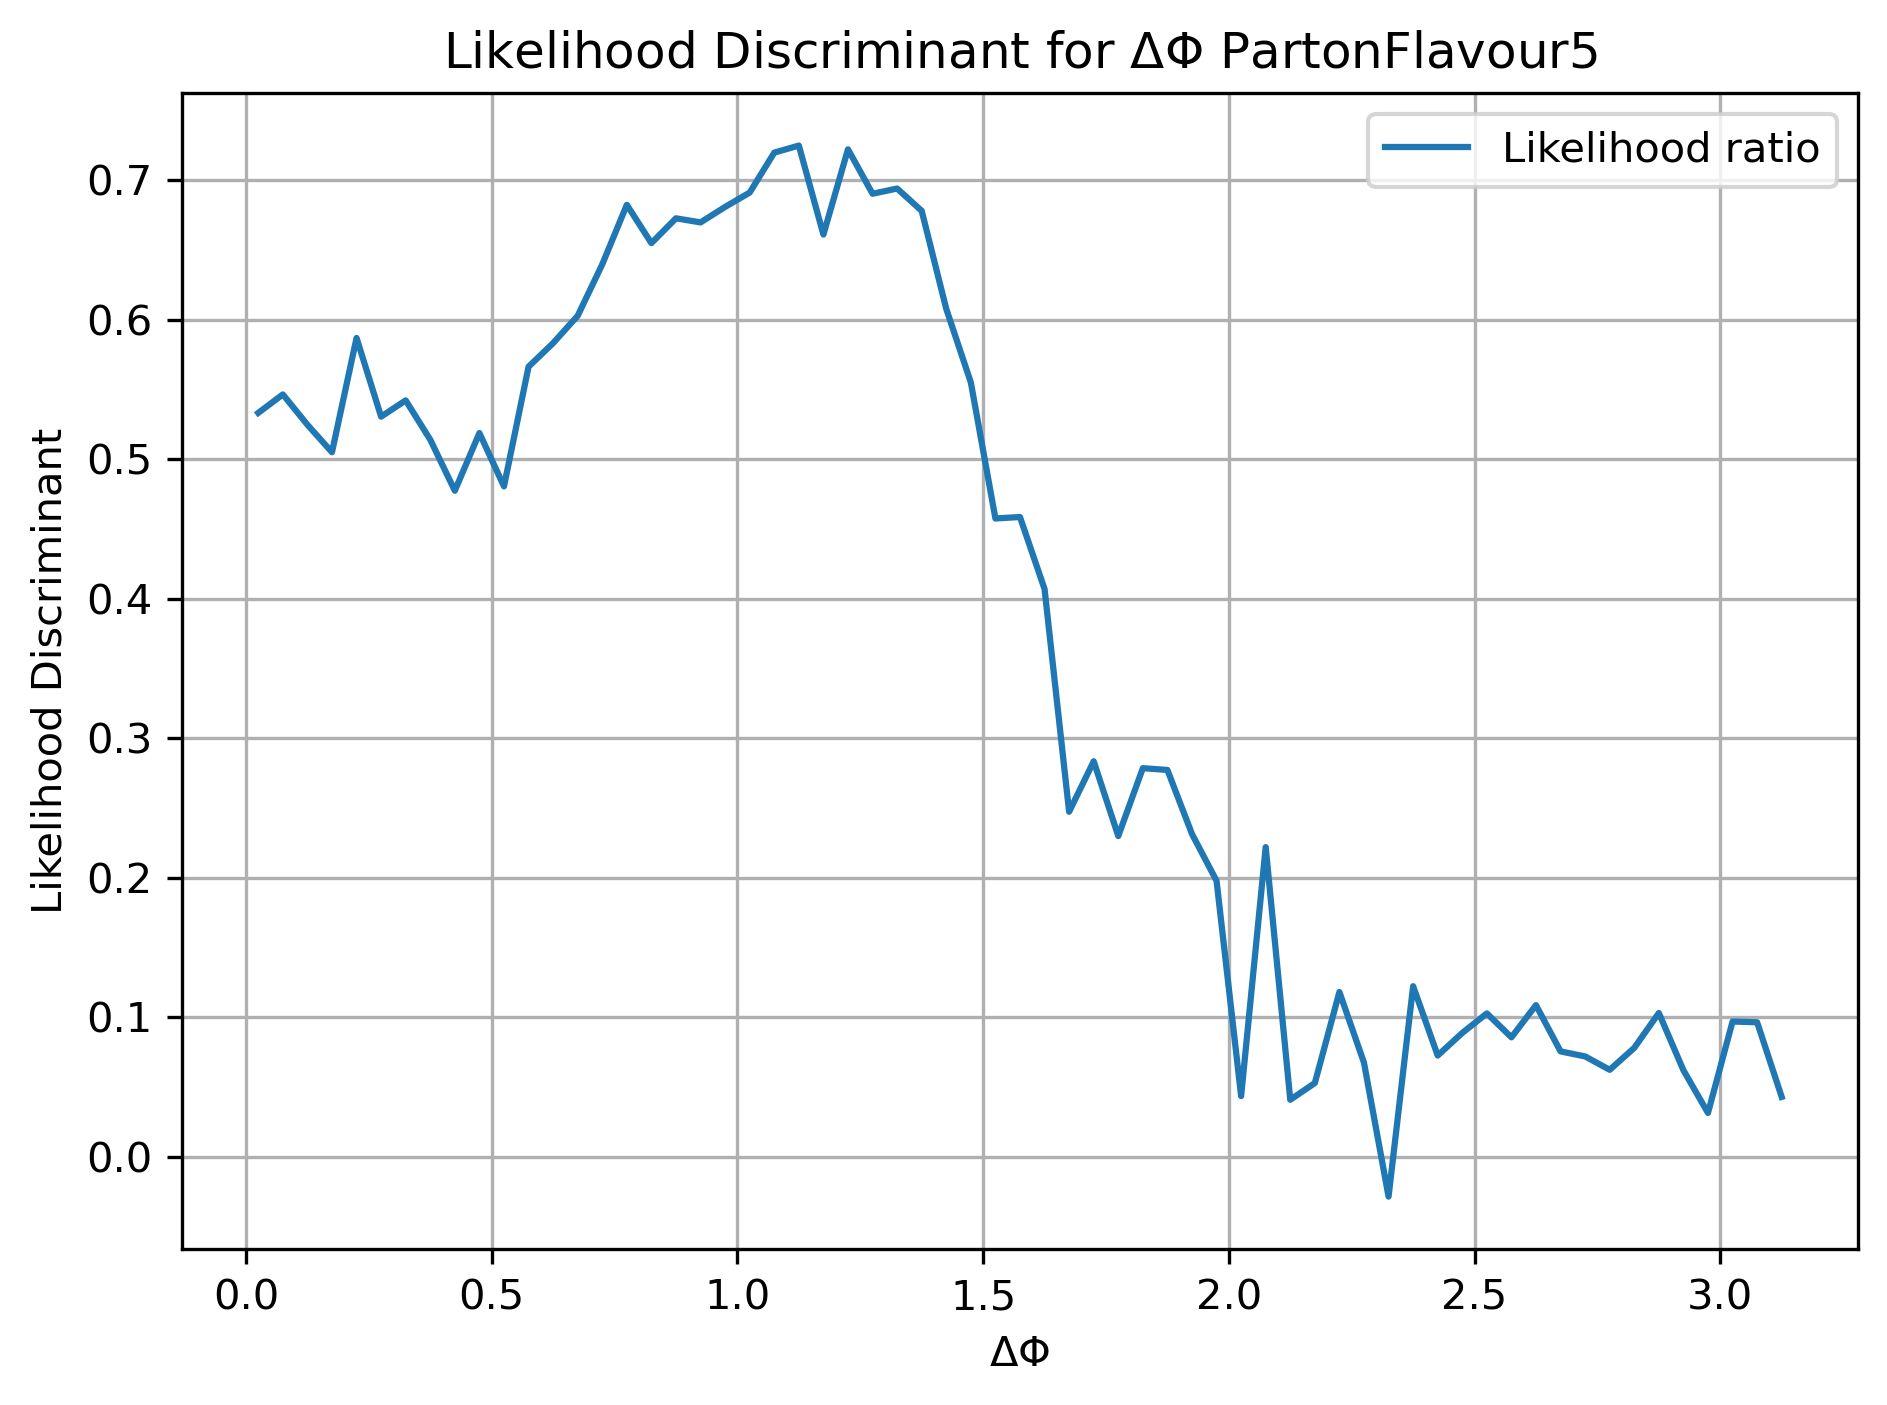 Likelihood Discriminant for ΔΦ PartonFlavour5
Likelihood ratio
Likelihood Discriminant
0.7
0.6
0.5
0.4
0.3
0.2
0.1
0.0
0.0 0.5 1.0 1.5 2.0 2.5 3.0
ΔΦ